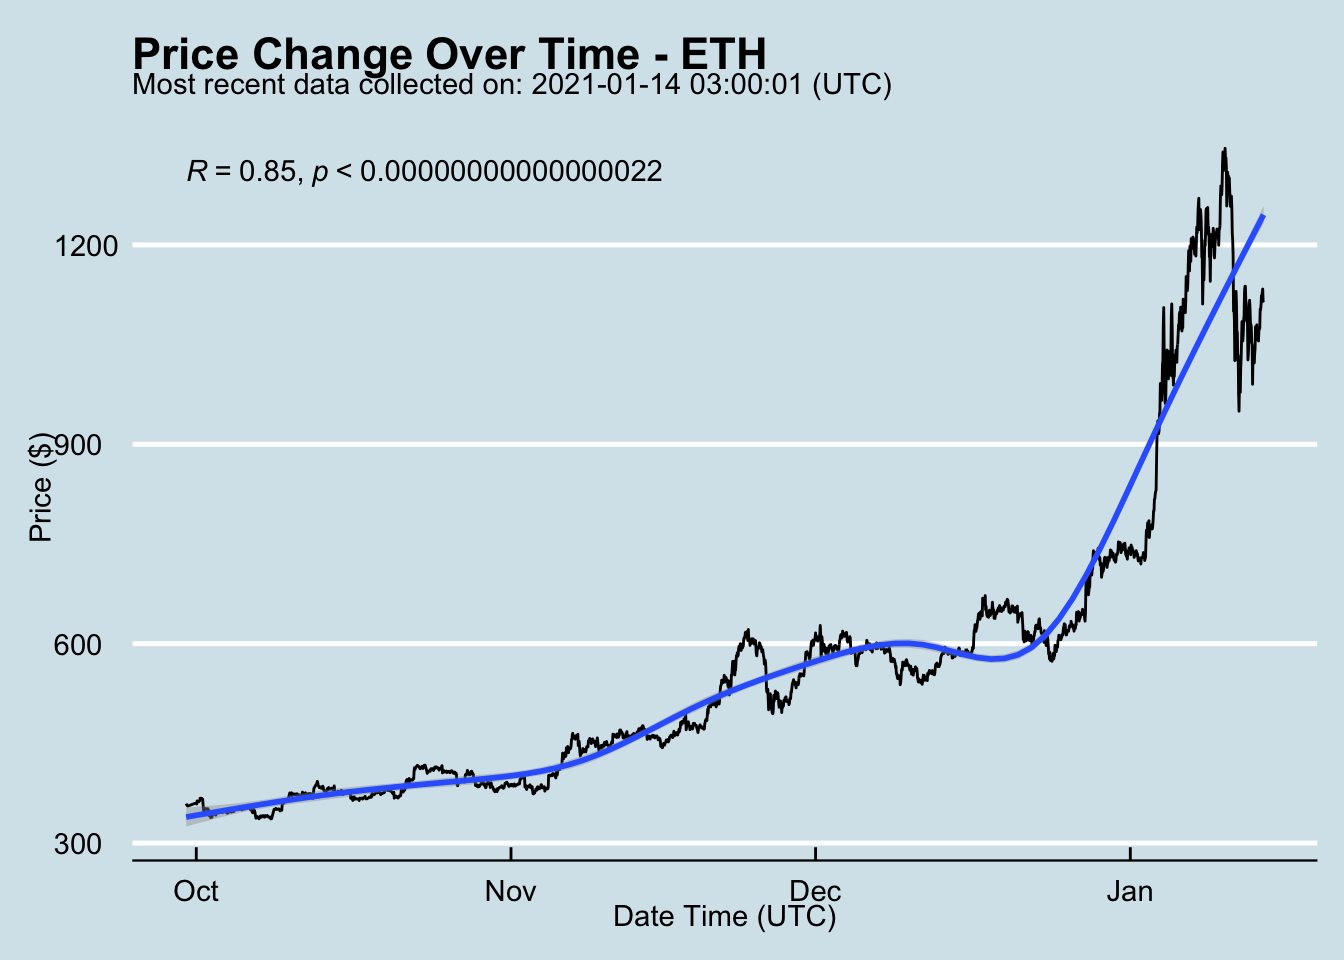 Price Change Over Time - ETH
Most recent data collected on: 2021-01-14 03:00:01 (UTC)
R = 0.85, p < 0.00000000000000022
1200
900
600
300
Price ($)
Oct Nov Dec Jan
Date Time (UTC)